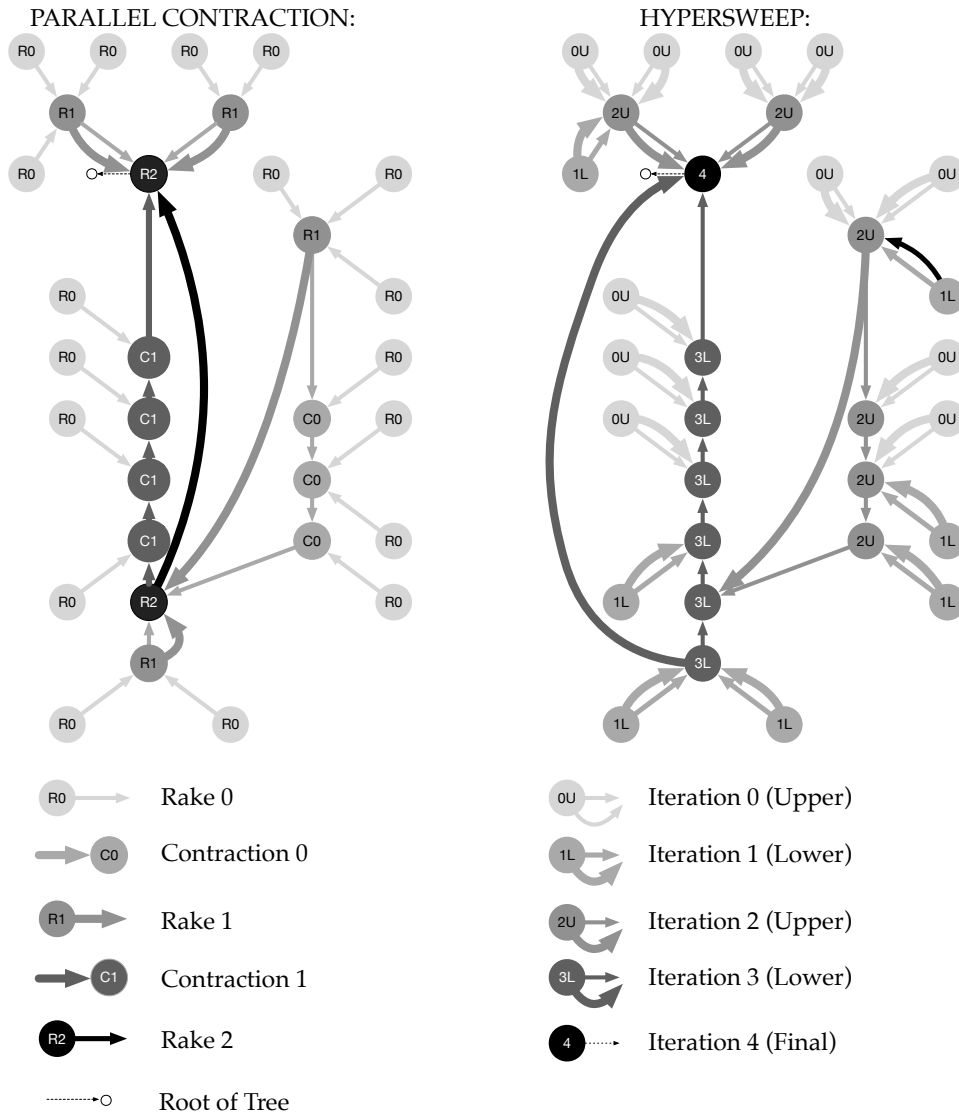 PARALLEL CONTRACTION: HYPERSWEEP:
R0 R0 R0 R0 0U 0U 0U 0U
R1 R1 2U 2U
R0 R2 R0 R0 1L 4 0U 0U
R1 2U
R0 R0 0U 1L
R0 C1 R0 0U 3L 0U
R0 C1 C0 R0 0U 3L 2U 0U
C1 C0 3L 2U
C1 C0 R0 3L 2U 1L
R0 R2 R0 1L 3L 1L
R1 3L
R0 R0 1L 1L
R0 Rake 0 0U Iteration 0 (Upper)
C0 Contraction 0 1L Iteration 1 (Lower)
R1 Rake 1 2U Iteration 2 (Upper)
C1 Contraction 1 3L Iteration 3 (Lower)
R2 Rake 2 4 Iteration 4 (Final)
Root of Tree